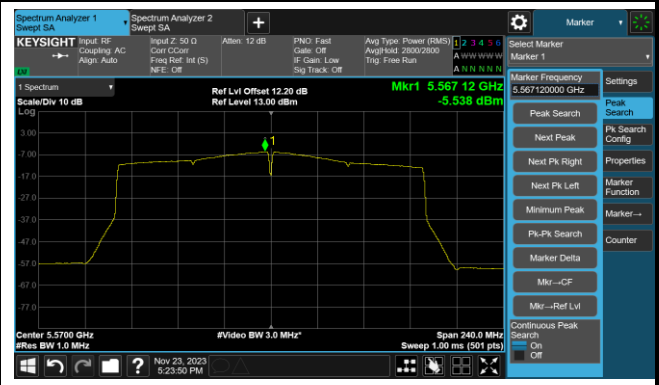 Spectrum Analyzer 1
Swept SA
Spectrum Analyzer 2
Swept SA
+
Marker
KEYSIGHT
Input: RF
Coupling: AC
Align: Auto
Input Z: 50 Ω
Corr CCorr
Freq Ref: Int (S)
NFE: Off
Atten: 12 dB
PNO: Fast
Gate: Off
IF Gain: Low
Sig Track: Off
Avg Type: Power (RMS)
Avg|Hold: 2800/2800
Trig: Free Run
1 2 3 4 5 6
A W W W W W
A N N N N N
LXI
Select Marker
Marker 1
1 Spectrum
Scale/Div 10 dB
Ref Lvl Offset 12.20 dB
Ref Level 13.00 dBm
Mkr1 5.567 12 GHz
-5.538 dBm
Log
3.00
-7.00
-17.0
-27.0
-37.0
-47.0
-57.0
-67.0
-77.0
1
Center 5.5700 GHz
#Res BW 1.0 MHz
#Video BW 3.0 MHz*
Span 240.0 MHz
Sweep 1.00 ms (501 pts)
Marker Frequency
5.567120000 GHz
Peak Search
Next Peak
Next Pk Right
Next Pk Left
Minimum Peak
Pk-Pk Search
Marker Delta
Mkr→CF
Mkr→Ref Lvl
Continuous Peak
Search
On
Off
Settings
Peak
Search
Pk Search
Config
Properties
Marker
Function
Marker→
Counter
?
Nov 23, 2023
5:23:50 PM